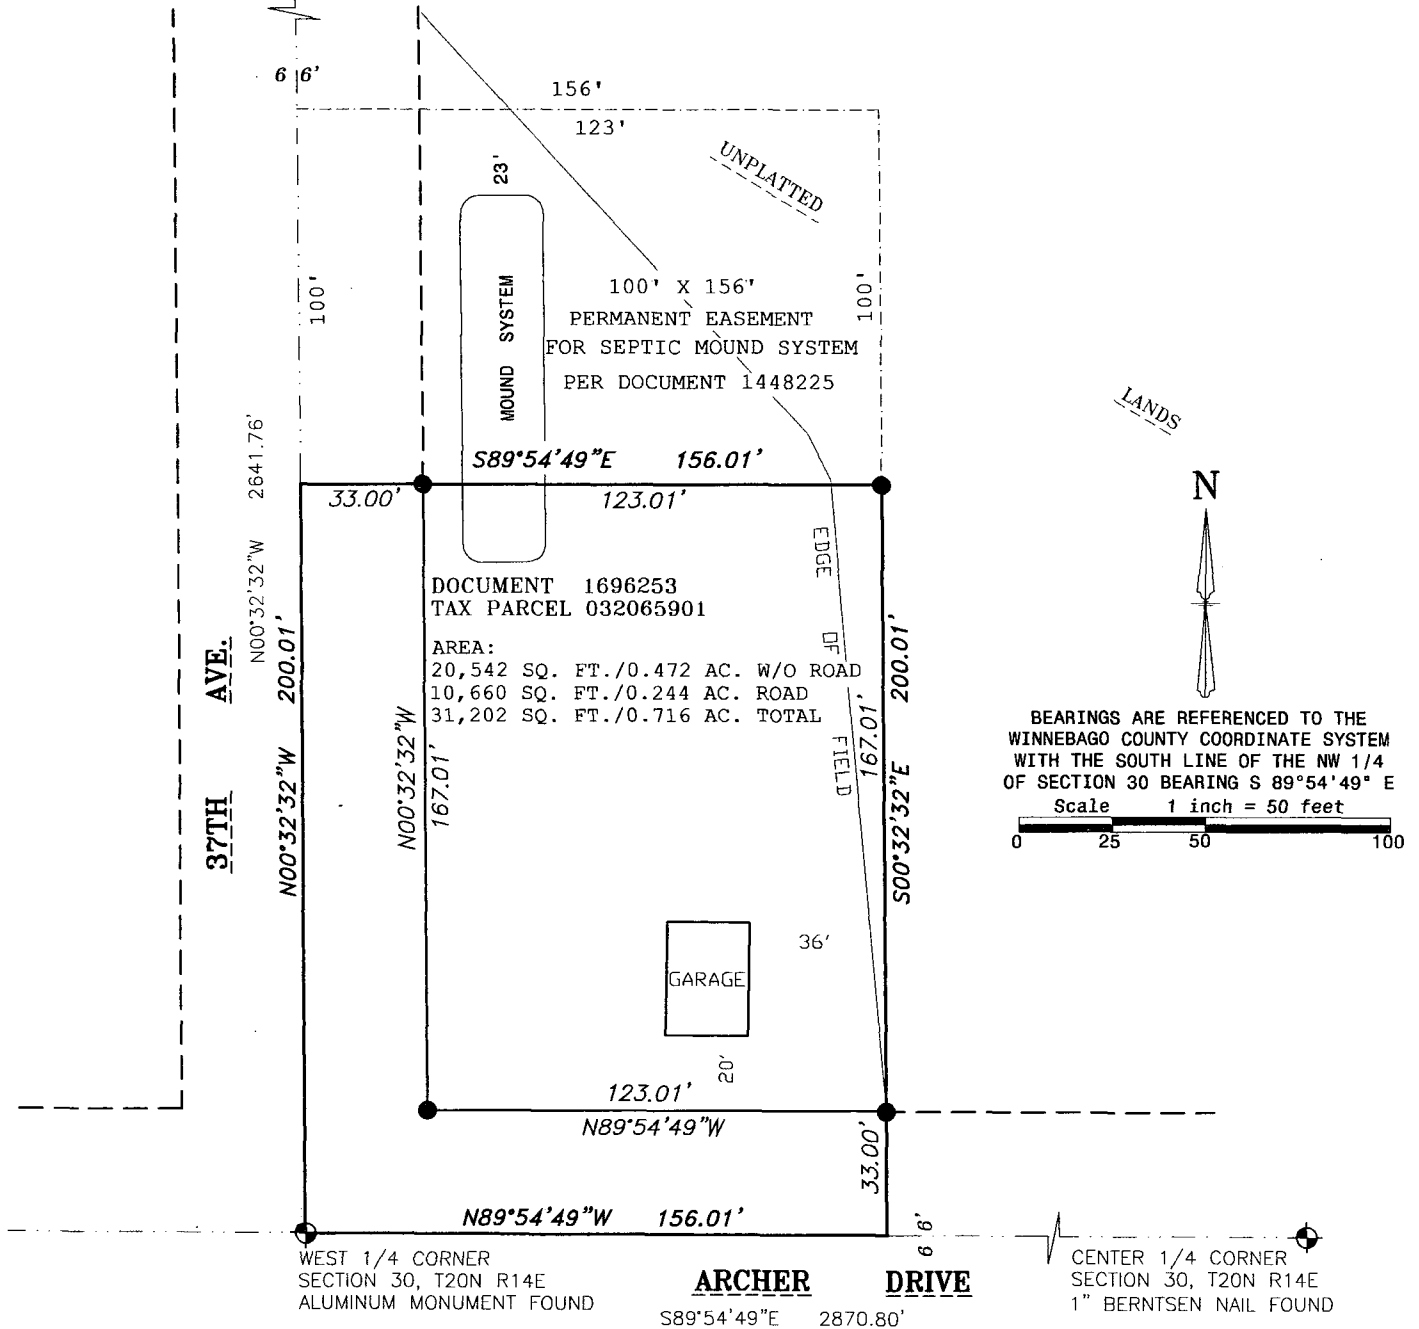 6 6'
156'
123'
UNPLATTED
23'
MOUND SYSTEM
100'
100' X 156'
PERMANENT EASEMENT
FOR SEPTIC MOUND SYSTEM
PER DOCUMENT 1448225
100'
LANDS
N00°32'32"W 2641.76'
S89°54'49"E 156.01'
33.00'
123.01'
N
EDGE OF FIELD
DOCUMENT 1696253
TAX PARCEL 032065901
AREA:
20,542 SQ. FT./0.472 AC. W/O ROAD
10,660 SQ. FT./0.244 AC. ROAD
31,202 SQ. FT./0.716 AC. TOTAL
37TH AVE.
N00°32'32"W 200.01'
N00°32'32"W
167.01'
167.01'
S00°32'32"E 200.01'
BEARINGS ARE REFERENCED TO THE
WINNEBAGO COUNTY COORDINATE SYSTEM
WITH THE SOUTH LINE OF THE NW 1/4
OF SECTION 30 BEARING S 89°54'49" E
Scale 1 inch = 50 feet
0 25 50 100
GARAGE
36'
20'
123.01'
N89°54'49"W
33.00'
N89°54'49"W 156.01'
6 6'
WEST 1/4 CORNER
SECTION 30, T20N R14E
ALUMINUM MONUMENT FOUND
ARCHER DRIVE
S89°54'49"E 2870.80'
CENTER 1/4 CORNER
SECTION 30, T20N R14E
1" BERNTSEN NAIL FOUND